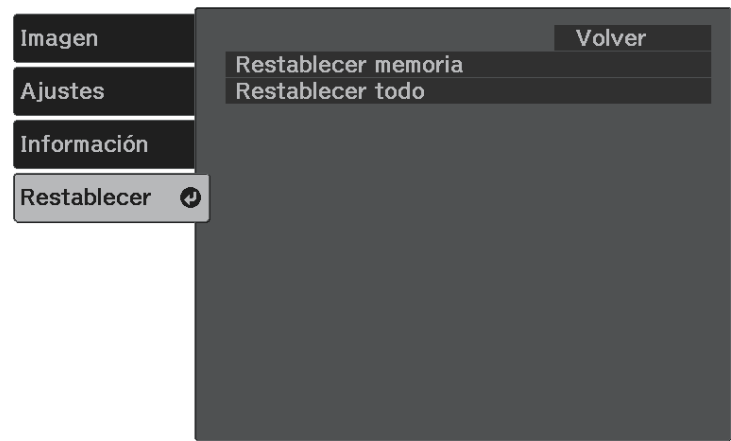 Imagen
Ajustes
Información
Restablecer
Volver
Restablecer memoria
Restablecer todo